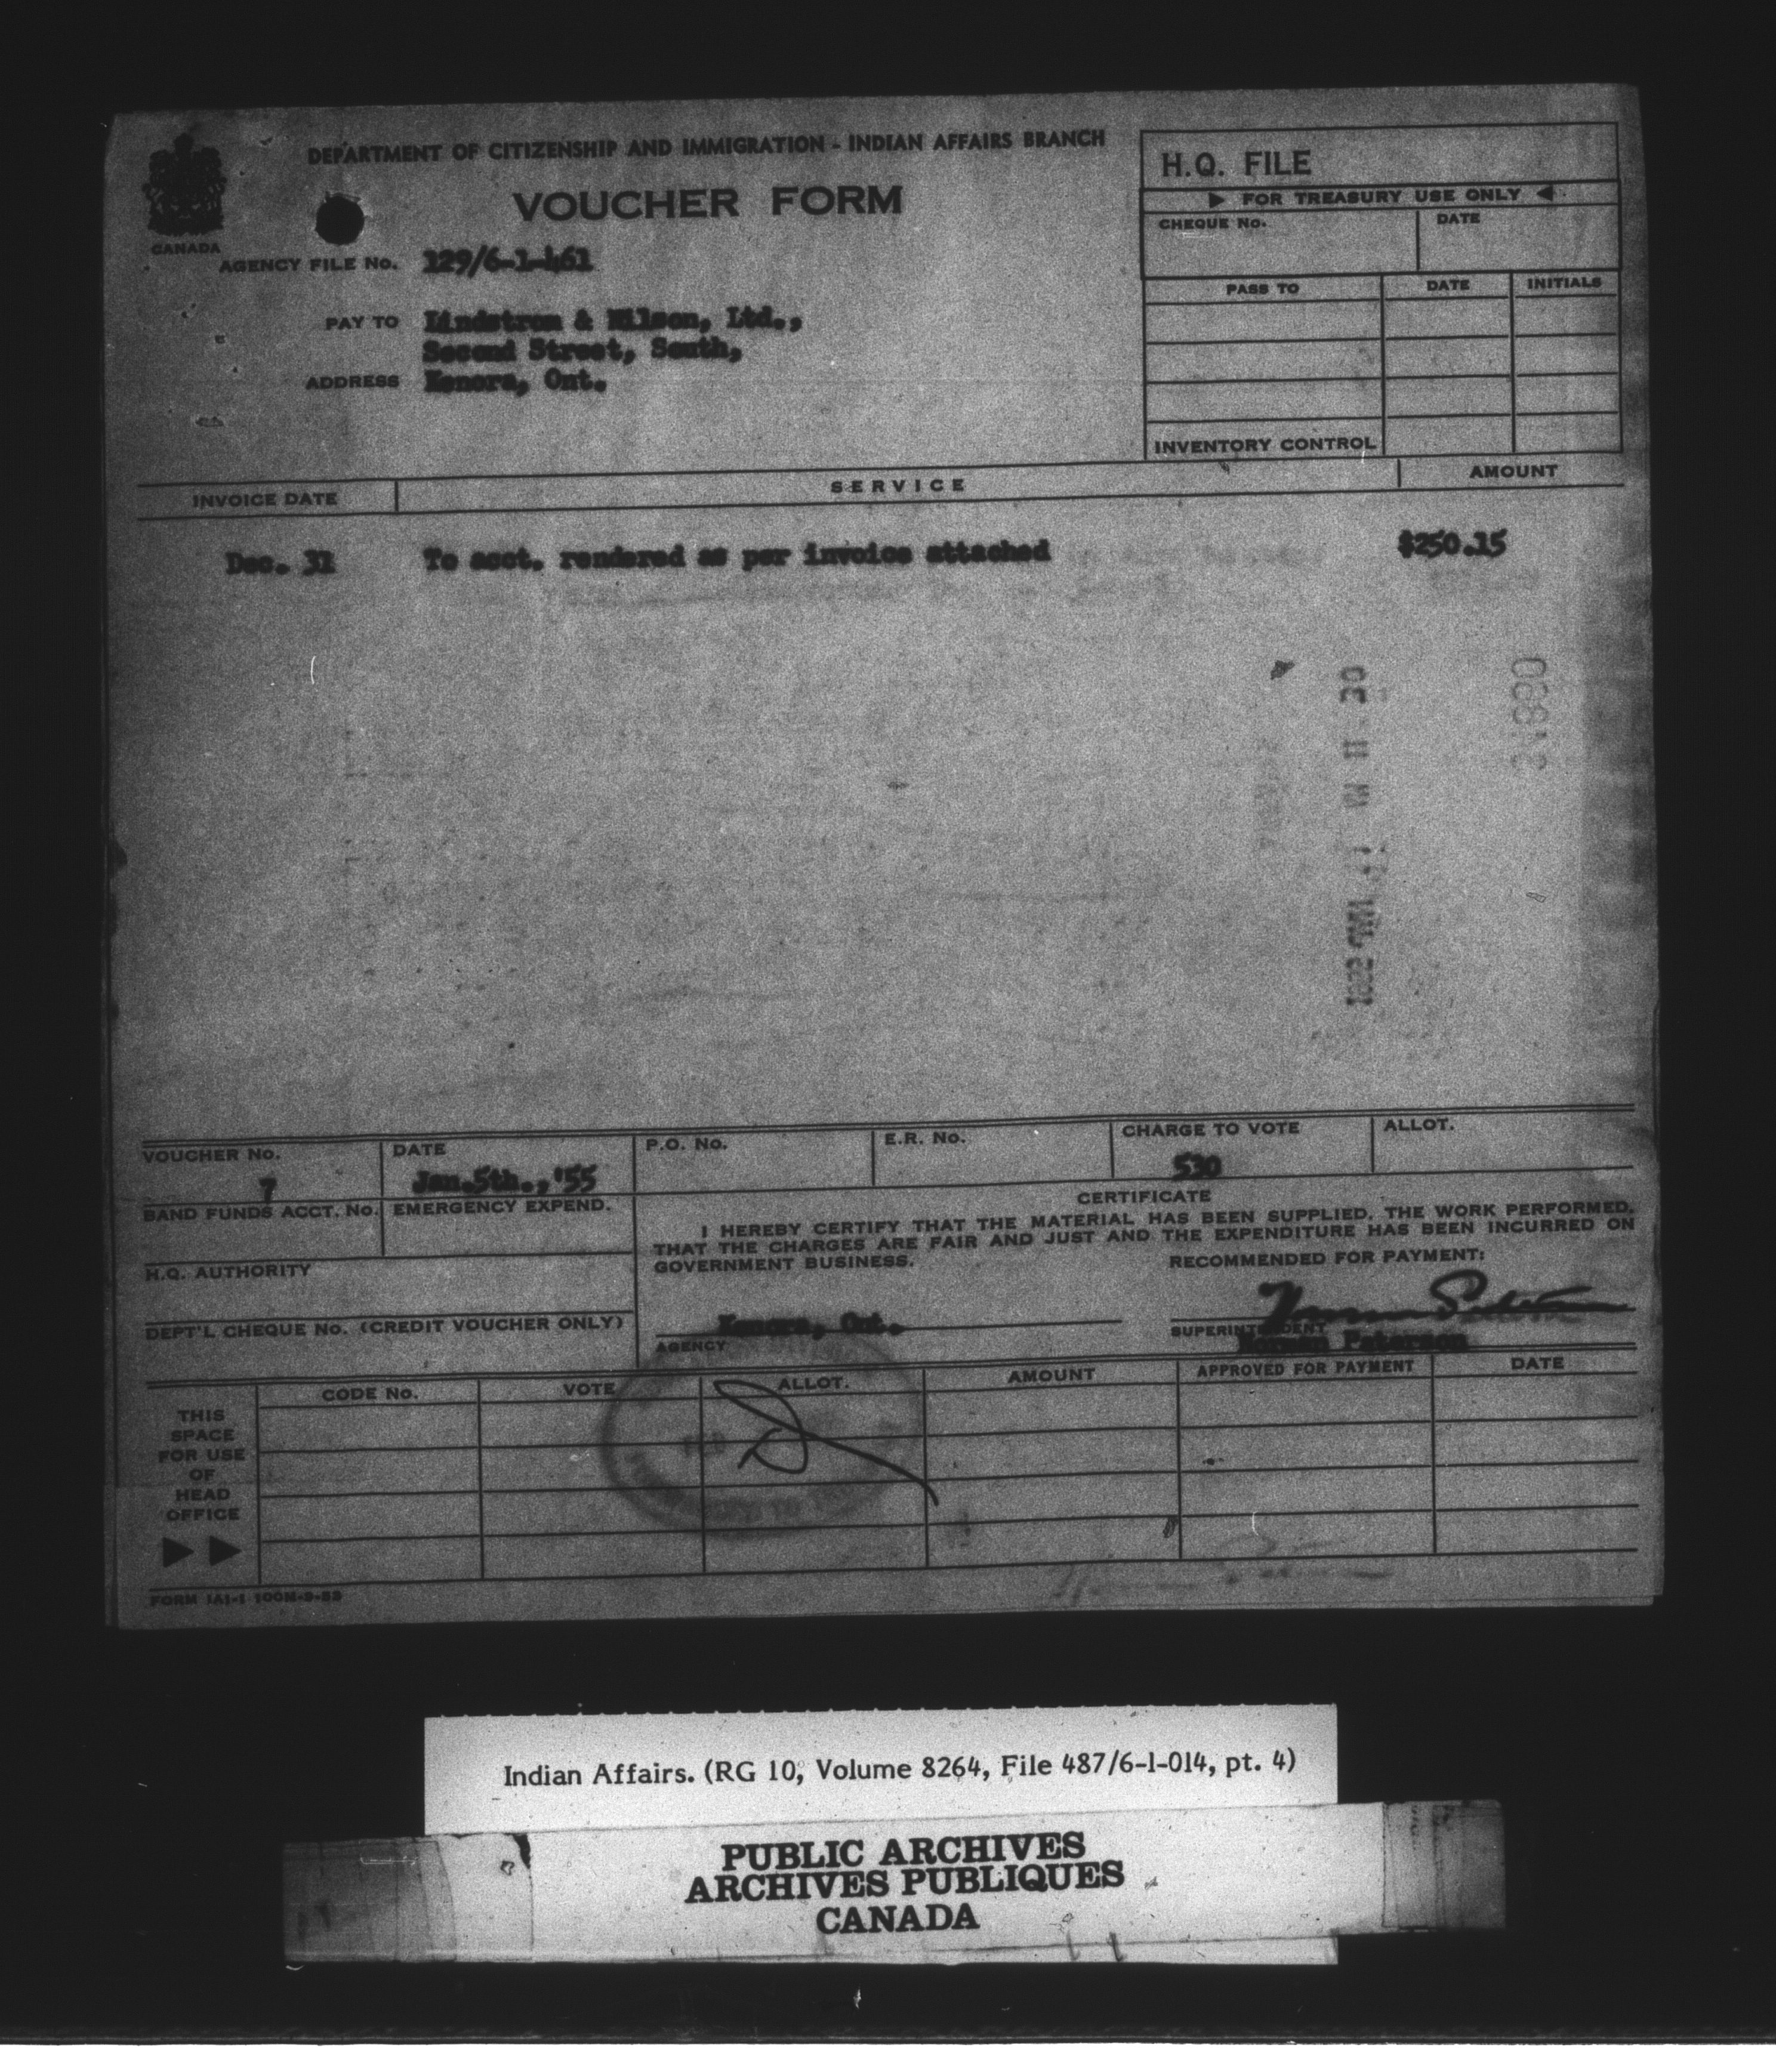 DEPARTMENT OF CITIZENSHIP AND IMMIGRATION - INDIAN AFFAIRS BRANCH
VOUCHER FORM
CANADA
AGENCY FILE No. 129/6-1-461
PAY TO Lindstrom & Nilson, Ltd.,
Second Street, South,
ADDRESS Kenora, Ont.
H.Q. FILE
FOR TREASURY USE ONLY
CHEQUE No. DATE
PASS TO DATE INITIALS
INVENTORY CONTROL
INVOICE DATE SERVICE AMOUNT
Dec. 31 To acct. rendered as per invoice attached $250.15
VOUCHER No. DATE P.O. No. E.R. No. CHARGE TO VOTE ALLOT.
7 Jan.5th.,'55 530
BAND FUNDS ACCT. No. EMERGENCY EXPEND.
H.Q. AUTHORITY
DEPT'L CHEQUE No. (CREDIT VOUCHER ONLY)
CERTIFICATE
I HEREBY CERTIFY THAT THE MATERIAL HAS BEEN SUPPLIED, THE WORK PERFORMED,
THAT THE CHARGES ARE FAIR AND JUST AND THE EXPENDITURE HAS BEEN INCURRED ON
GOVERNMENT BUSINESS.
RECOMMENDED FOR PAYMENT:
Kenora, Ont.
AGENCY
SUPERINTENDENT
Norman Paterson
CODE No. VOTE ALLOT. AMOUNT APPROVED FOR PAYMENT DATE
THIS
SPACE
FOR USE
OF
HEAD
OFFICE
FORM 1A1-1 100M-9-53
Indian Affairs. (RG 10, Volume 8264, File 487/6-1-014, pt. 4)
PUBLIC ARCHIVES
ARCHIVES PUBLIQUES
CANADA